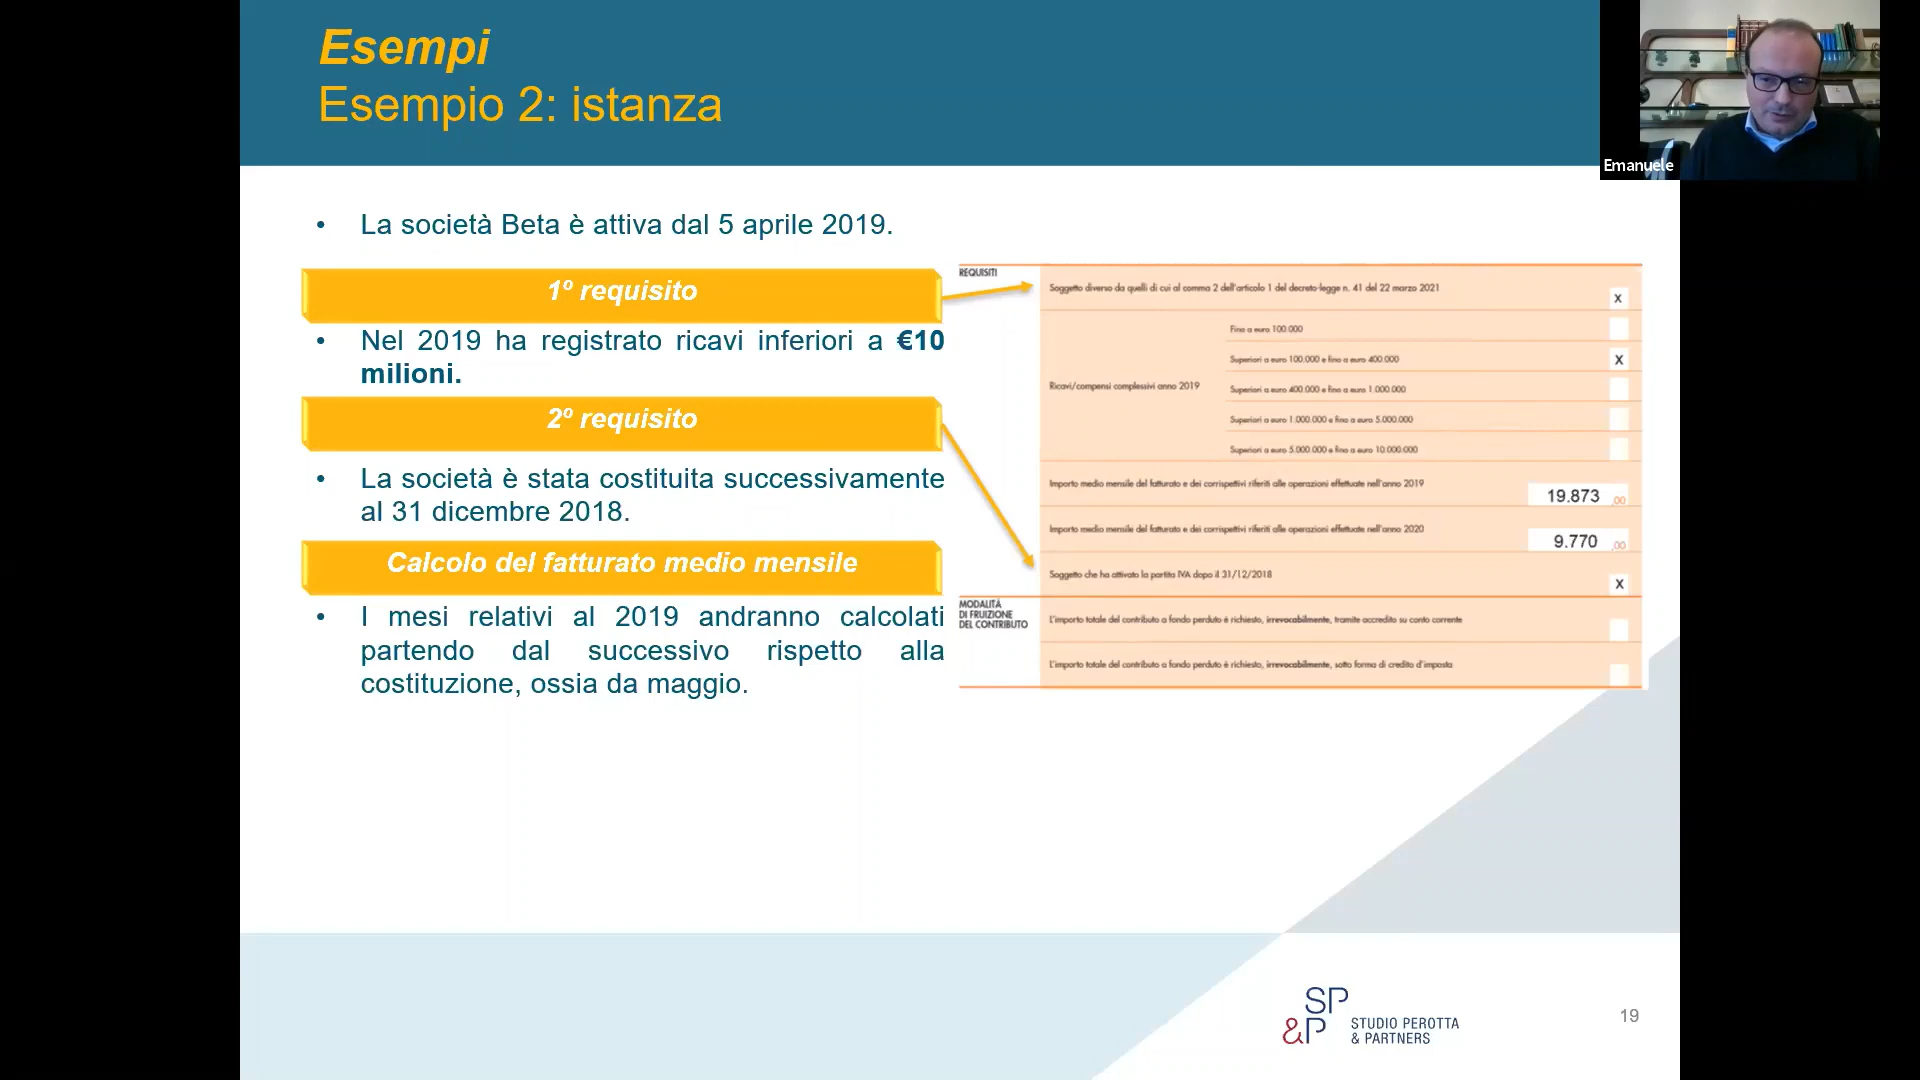 Esempi
Esempio 2: istanza
Emanuele
• La società Beta è attiva dal 5 aprile 2019.
1º requisito
• Nel 2019 ha registrato ricavi inferiori a €10
milioni.
2º requisito
• La società è stata costituita successivamente
al 31 dicembre 2018.
Calcolo del fatturato medio mensile
• I mesi relativi al 2019 andranno calcolati
partendo dal successivo rispetto alla
costituzione, ossia da maggio.
REQUISITI
Soggetto diverso da quelli di cui al comma 2 dell'articolo 1 del decreto-legge n. 41 del 22 marzo 2021
X
Ricavi/compensi complessivi anno 2019
Fino a euro 100.000
Superiori a euro 100.000 e fino a euro 400.000
X
Superiori a euro 400.000 e fino a euro 1.000.000
Superiori a euro 1.000.000 e fino a euro 5.000.000
Superiori a euro 5.000.000 e fino a euro 10.000.000
Importo medio mensile del fatturato e dei corrispettivi riferiti alle operazioni effettuate nell'anno 2019
19.873 ,00
Importo medio mensile del fatturato e dei corrispettivi riferiti alle operazioni effettuate nell'anno 2020
9.770 ,00
Soggetto che ha attivato la partita IVA dopo il 31/12/2018
X
MODALITÀ
DI FRUIZIONE
DEL CONTRIBUTO
L'importo totale del contributo a fondo perduto è richiesto, irrevocabilmente, tramite accredito su conto corrente
L'importo totale del contributo a fondo perduto è richiesto, irrevocabilmente, sotto forma di credito d'imposta
SP
&P
STUDIO PEROTTA
& PARTNERS
19